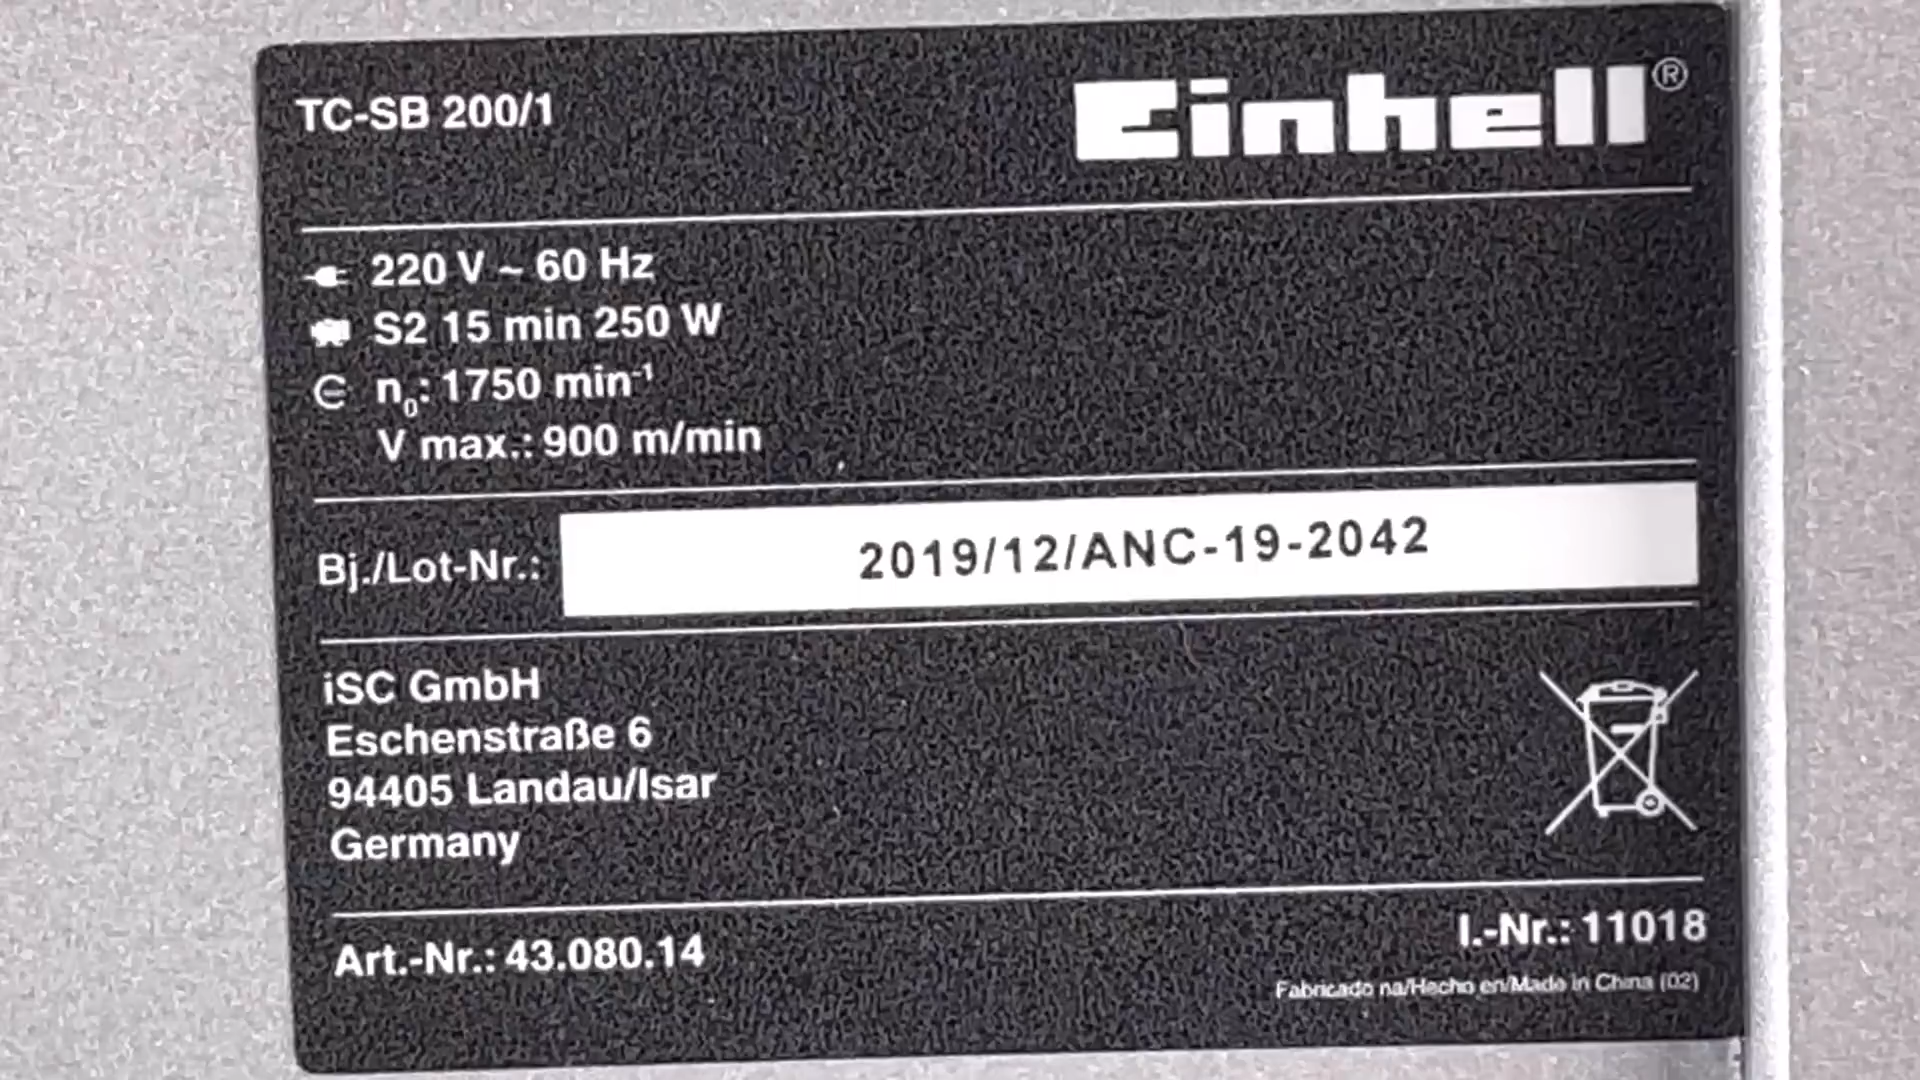 TC-SB 200/1
Einhell®
220 V ~ 60 Hz
S2 15 min 250 W
n₀: 1750 min⁻¹
V max.: 900 m/min
Bj./Lot-Nr.: 2019/12/ANC-19-2042
iSC GmbH
Eschenstraße 6
94405 Landau/Isar
Germany
Art.-Nr.: 43.080.14
I.-Nr.: 11018
Fabricado na/Hecho en/Made in China (02)